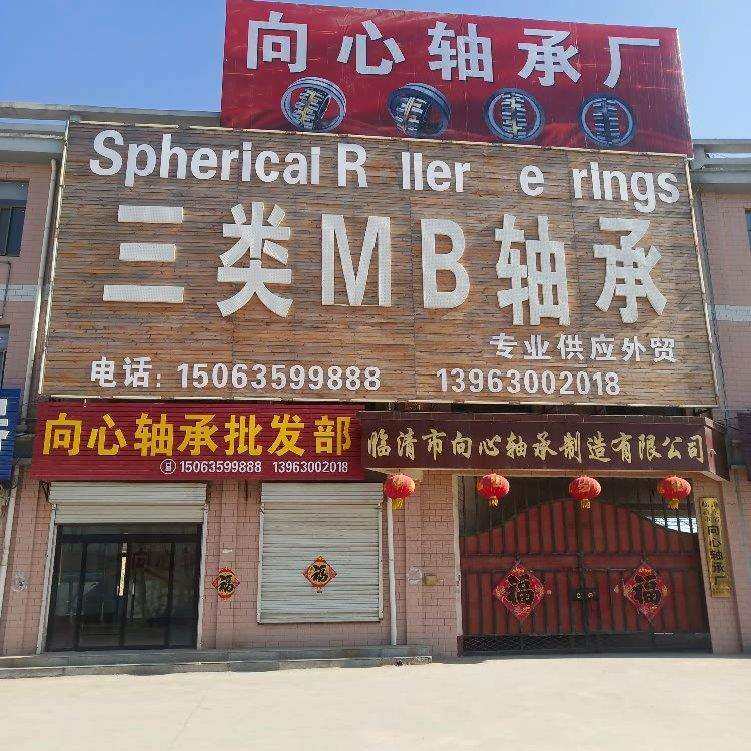 向心轴承厂
Spherical R ller e rings
三类MB轴承
专业供应外贸
电话：15063599888 13963002018
向心轴承批发部
15063599888 13963002018
临清市向心轴承制造有限公司
向心轴承厂
福
福
福
福